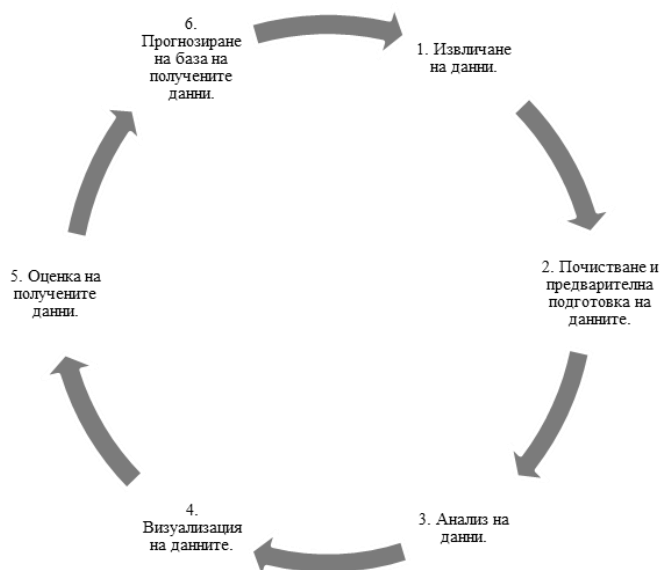 1. Извличане
на данни.
2. Почистване и
предварителна
подготовка на
данните.
3. Анализ на
данни.
4.
Визуализация
на данните.
5. Оценка на
получените
данни.
6.
Прогнозиране
на база на
получените
данни.